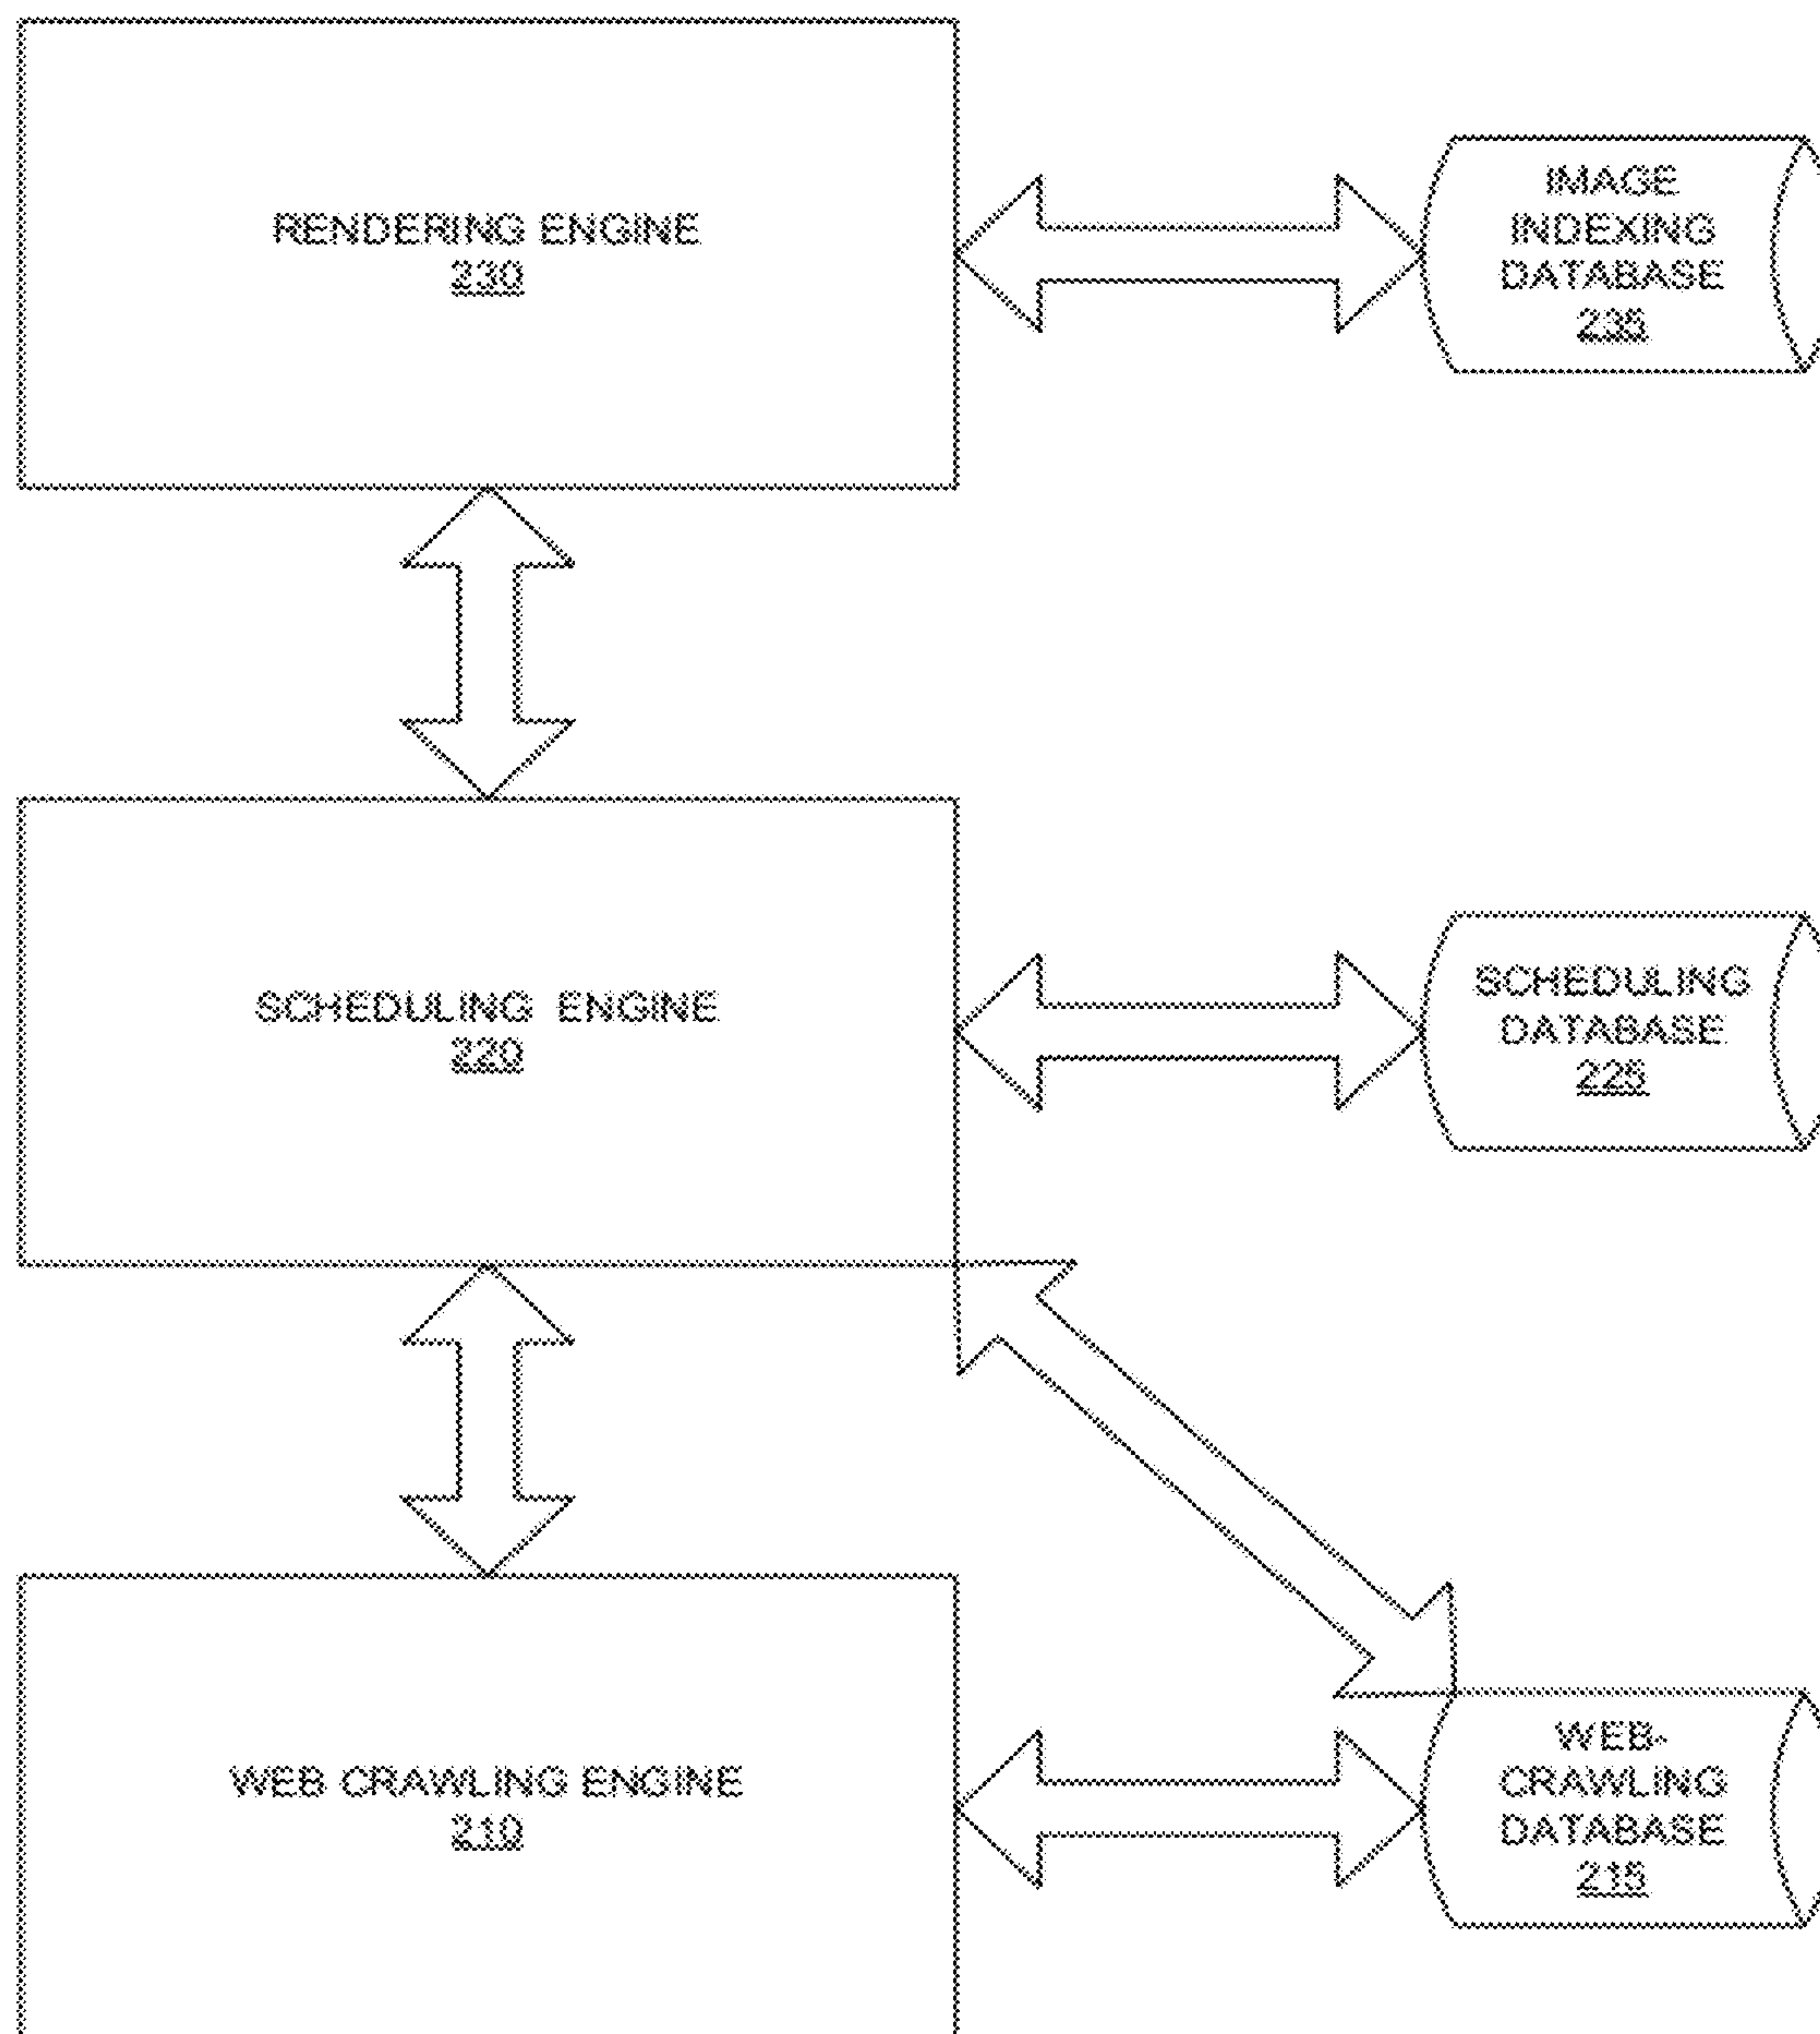 RENDERING ENGINE
230
IMAGE
INDEXING
DATABASE
235
SCHEDULING ENGINE
220
SCHEDULING
DATABASE
225
WEB CRAWLING ENGINE
210
WEB-
CRAWLING
DATABASE
215